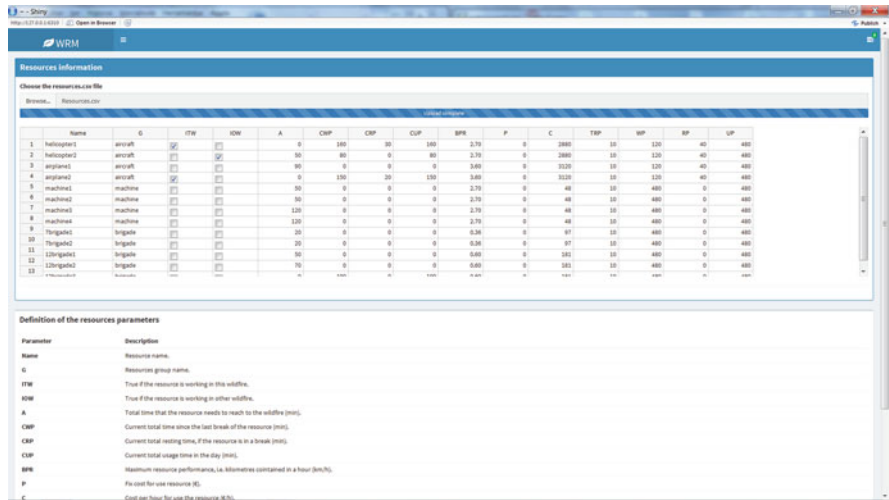 ~ - Shiny
http://127.0.0.1:4310 Open in Browser
Publish
WRM
Resources information
Choose the resources.csv file
Browse... Resources.csv
Upload complete
Name G ITW IOW A CWP CRP CUP BPR P C TRP WP RP UP
1 helicopter1 aircraft 0 160 30 160 2.70 0 2880 10 120 40 480
2 helicopter2 aircraft 50 80 0 80 2.70 0 2880 10 120 40 480
3 airplane1 aircraft 90 0 0 0 3.60 0 3120 10 120 40 480
4 airplane2 aircraft 0 150 20 150 3.60 0 3120 10 120 40 480
5 machine1 machine 50 0 0 0 2.70 0 48 10 480 0 480
6 machine2 machine 50 0 0 0 2.70 0 48 10 480 0 480
7 machine3 machine 120 0 0 0 2.70 0 48 10 480 0 480
8 machine4 machine 120 0 0 0 2.70 0 48 10 480 0 480
9 7brigade1 brigade 20 0 0 0 0.36 0 97 10 480 0 480
10 7brigade2 brigade 20 0 0 0 0.36 0 97 10 480 0 480
11 12brigade1 brigade 50 0 0 0 0.60 0 161 10 480 0 480
12 12brigade2 brigade 70 0 0 0 0.60 0 161 10 480 0 480
13
Definition of the resources parameters
Parameter Description
Name Resource name.
G Resources group name.
ITW True if the resource is working in this wildfire.
IOW True if the resource is working in other wildfire.
A Total time that the resource needs to reach to the wildfire (min).
CWP Current total time since the last break of the resource (min).
CRP Current total resting time, if the resource is in a break (min).
CUP Current total usage time in the day (min).
BPR Maximum resource performance, i.e. kilometres cointained in a hour (km/h).
P Fix cost for use resource (€).
C Cost per hour for use the resource (€/h).